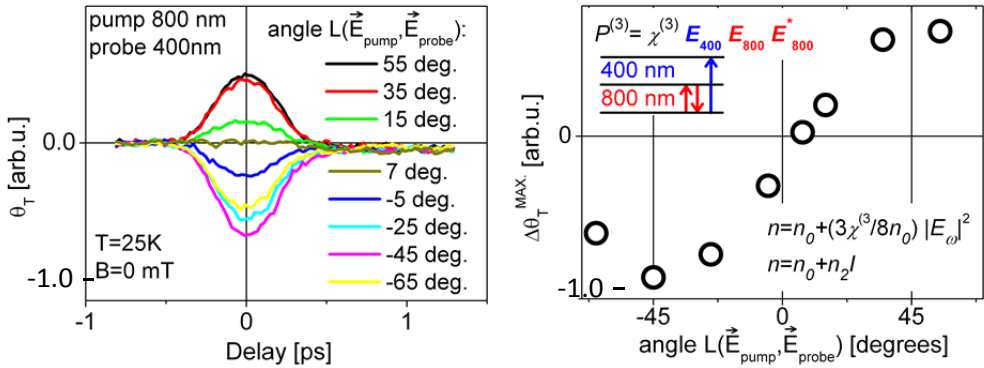 pump 800 nm
probe 400nm
angle L(E⃗pump,E⃗probe):
55 deg.
35 deg.
15 deg.
7 deg.
-5 deg.
-25 deg.
-45 deg.
-65 deg.
T=25K
B=0 mT
0.0
-1.0
θT [arb.u.]
-1 0 1
Delay [ps]
P(3)= χ(3) E400 E800 E*800
400 nm
800 nm
n=n0+(3χ(3/8n0) |Eω|2
n=n0+n2I
0
-1.0
ΔθTMAX. [arb.u.]
-45 0 45
angle L(E⃗pump,E⃗probe) [degrees]